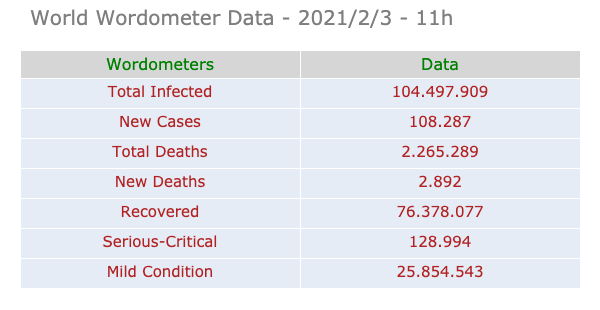 World Wordometer Data - 2021/2/3 - 11h
Wordometers Data
Total Infected 104.497.909
New Cases 108.287
Total Deaths 2.265.289
New Deaths 2.892
Recovered 76.378.077
Serious-Critical 128.994
Mild Condition 25.854.543